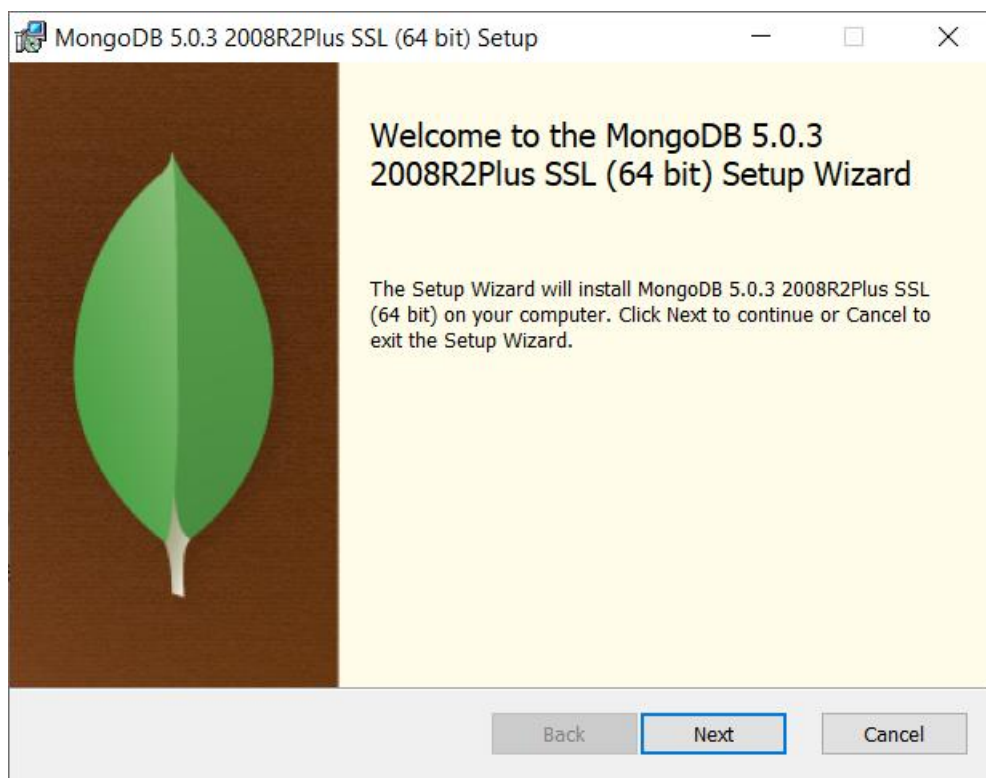 MongoDB 5.0.3 2008R2Plus SSL (64 bit) Setup
Welcome to the MongoDB 5.0.3
2008R2Plus SSL (64 bit) Setup Wizard
The Setup Wizard will install MongoDB 5.0.3 2008R2Plus SSL
(64 bit) on your computer. Click Next to continue or Cancel to
exit the Setup Wizard.
Back Next Cancel